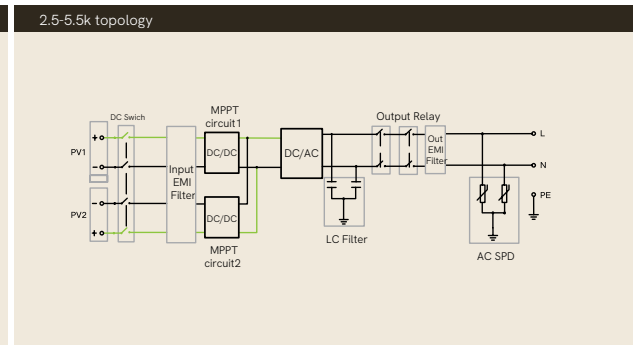 2.5-5.5k topology
DC Swich
MPPT
circuit1
Output Relay
PV1
+
−
Input
EMI
Filter
DC/DC
DC/AC
Out
EMI
Filter
L
N
PE
PV2
−
+
DC/DC
MPPT
circuit2
LC Filter
AC SPD